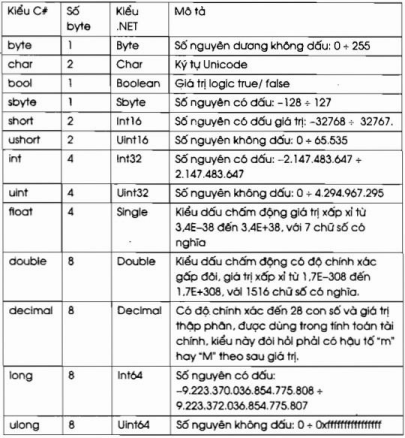 Kiểu C# Số byte Kiểu .NET Mô tả
byte 1 Byte Số nguyên dương không dấu: 0 ÷ 255
char 2 Char Ký tự Unicode
bool 1 Boolean Giá trị logic true/ false
sbyte 1 Sbyte Số nguyên có dấu: −128 ÷ 127
short 2 Int16 Số nguyên có dấu giá trị: −32768 ÷ 32767.
ushort 2 Uint16 Số nguyên không dấu: 0 ÷ 65.535
int 4 Int32 Số nguyên có dấu: −2.147.483.647 ÷
2.147.483.647
uint 4 Uint32 Số nguyên không dấu: 0 ÷ 4.294.967.295
float 4 Single Kiểu dấu chấm động giá trị xấp xỉ từ
3,4E−38 đến 3,4E+38, với 7 chữ số có
nghĩa
double 8 Double Kiểu dấu chấm động có độ chính xác
gấp đôi, giá trị xấp xỉ từ 1,7E−308 đến
1,7E+308, với 1516 chữ số có nghĩa.
decimal 8 Decimal Có độ chính xác đến 28 con số và giá trị
thập phân, được dùng trong tính toán tài
chính, kiểu này đòi hỏi phải có hậu tố “m”
hay “M” theo sau giá trị.
long 8 Int64 Số nguyên có dấu:
−9.223.370.036.854.775.808 ÷
9.223.372.036.854.775.807
ulong 8 Uint64 Số nguyên không dấu: 0 ÷ 0xffffffffffffffff